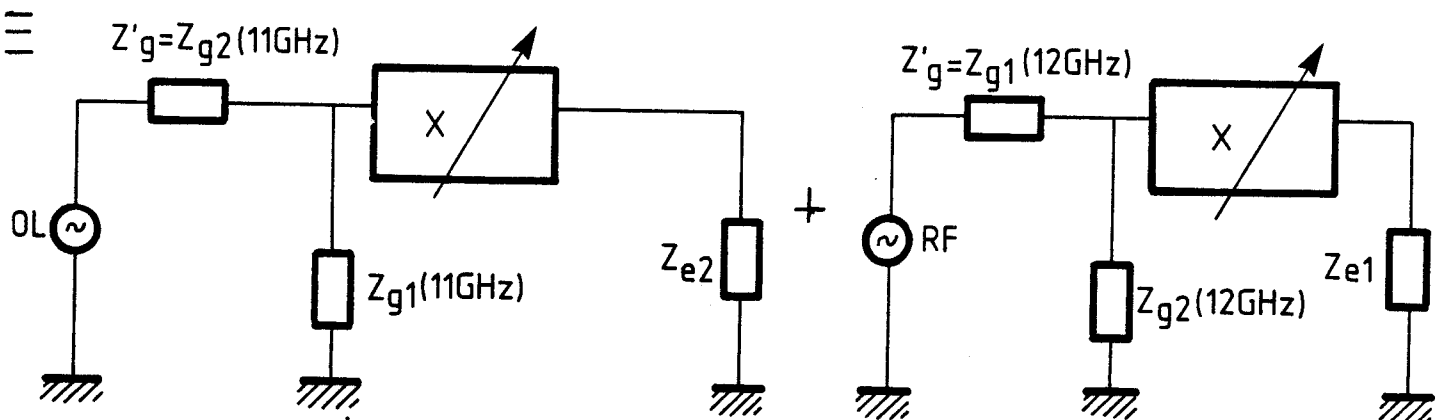 Z'g=Zg2(11GHz)
X
OL
Zg1(11GHz)
Ze2
+
Z'g=Zg1(12GHz)
X
RF
Zg2(12GHz)
Ze1